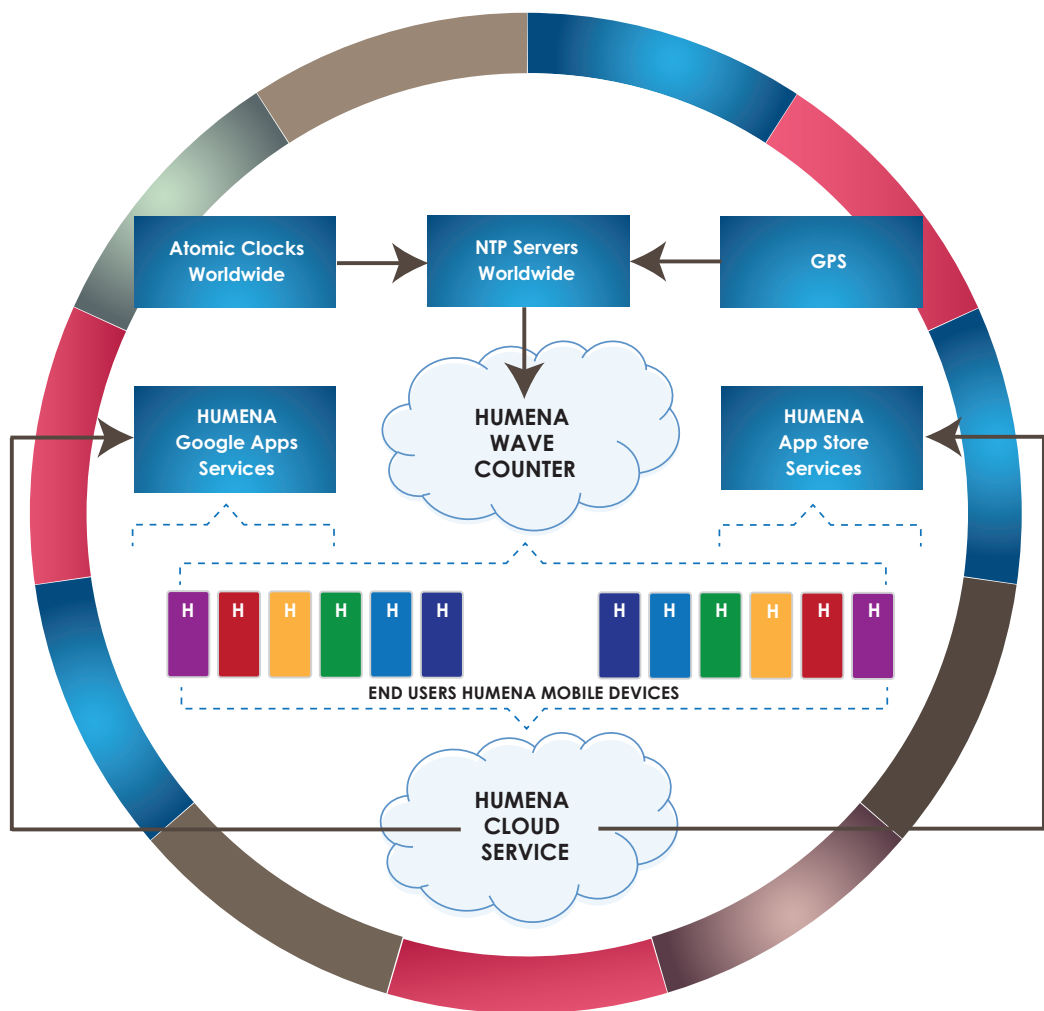 Atomic Clocks
Worldwide
NTP Servers
Worldwide
GPS
HUMENA
Google Apps
Services
HUMENA
WAVE
COUNTER
HUMENA
App Store
Services
H H H H H H H H H H H H
END USERS HUMENA MOBILE DEVICES
HUMENA
CLOUD
SERVICE